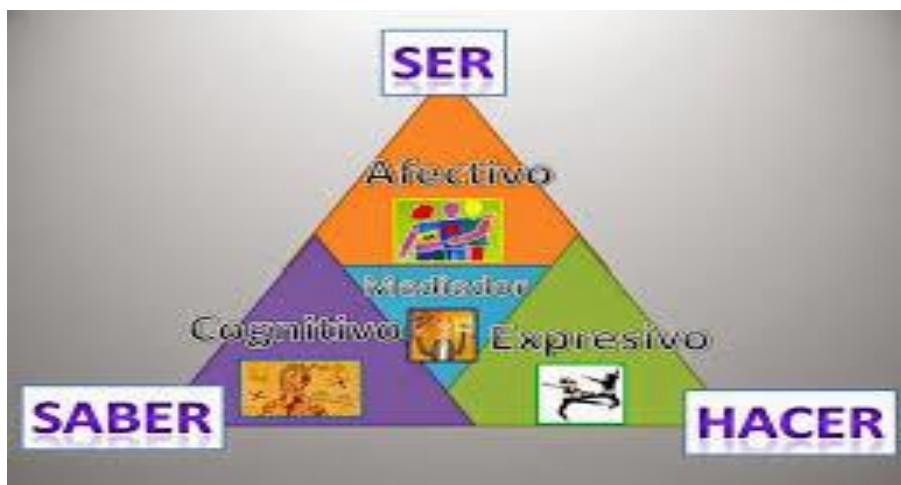 SER
Afectivo
Mediador
Cognitivo
Expresivo
SABER
HACER